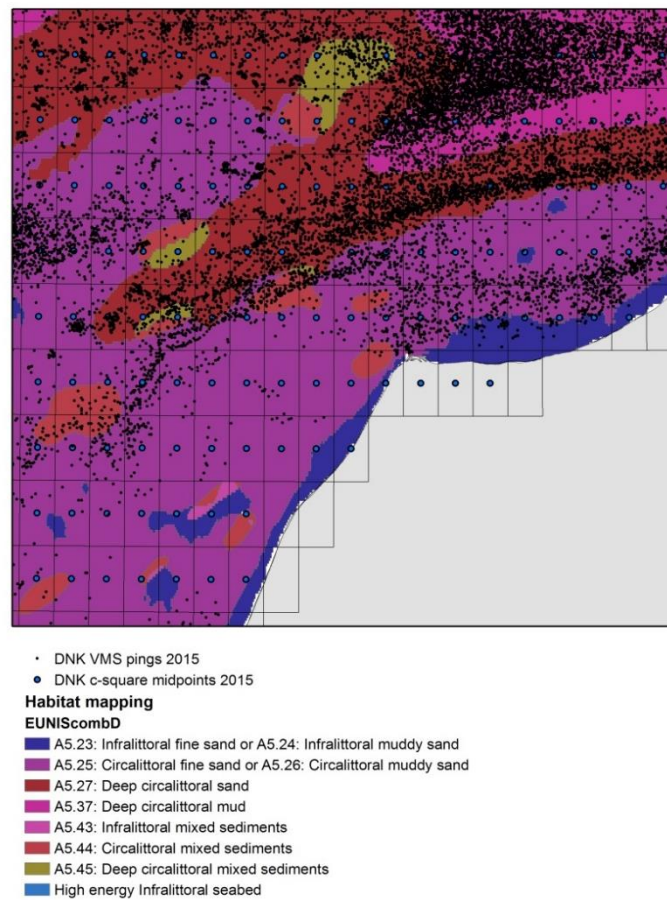 DNK VMS pings 2015
DNK c-square midpoints 2015
Habitat mapping
EUNIScombD
A5.23: Infralittoral fine sand or A5.24: Infralittoral muddy sand
A5.25: Circalittoral fine sand or A5.26: Circalittoral muddy sand
A5.27: Deep circalittoral sand
A5.37: Deep circalittoral mud
A5.43: Infralittoral mixed sediments
A5.44: Circalittoral mixed sediments
A5.45: Deep circalittoral mixed sediments
High energy Infralittoral seabed